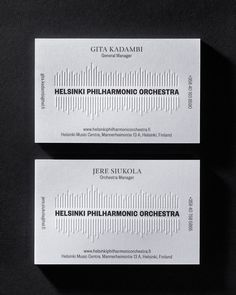 GITA KADAMBI
General Manager
HELSINKI PHILHARMONIC ORCHESTRA
www.helsinkiphilharmonicorchestra.fi
Helsinki Music Centre, Mannerheimintie 13 A, Helsinki, Finland
JERE SIUKOLA
Orchestra Manager
HELSINKI PHILHARMONIC ORCHESTRA
www.helsinkiphilharmonicorchestra.fi
Helsinki Music Centre, Mannerheimintie 13 A, Helsinki, Finland